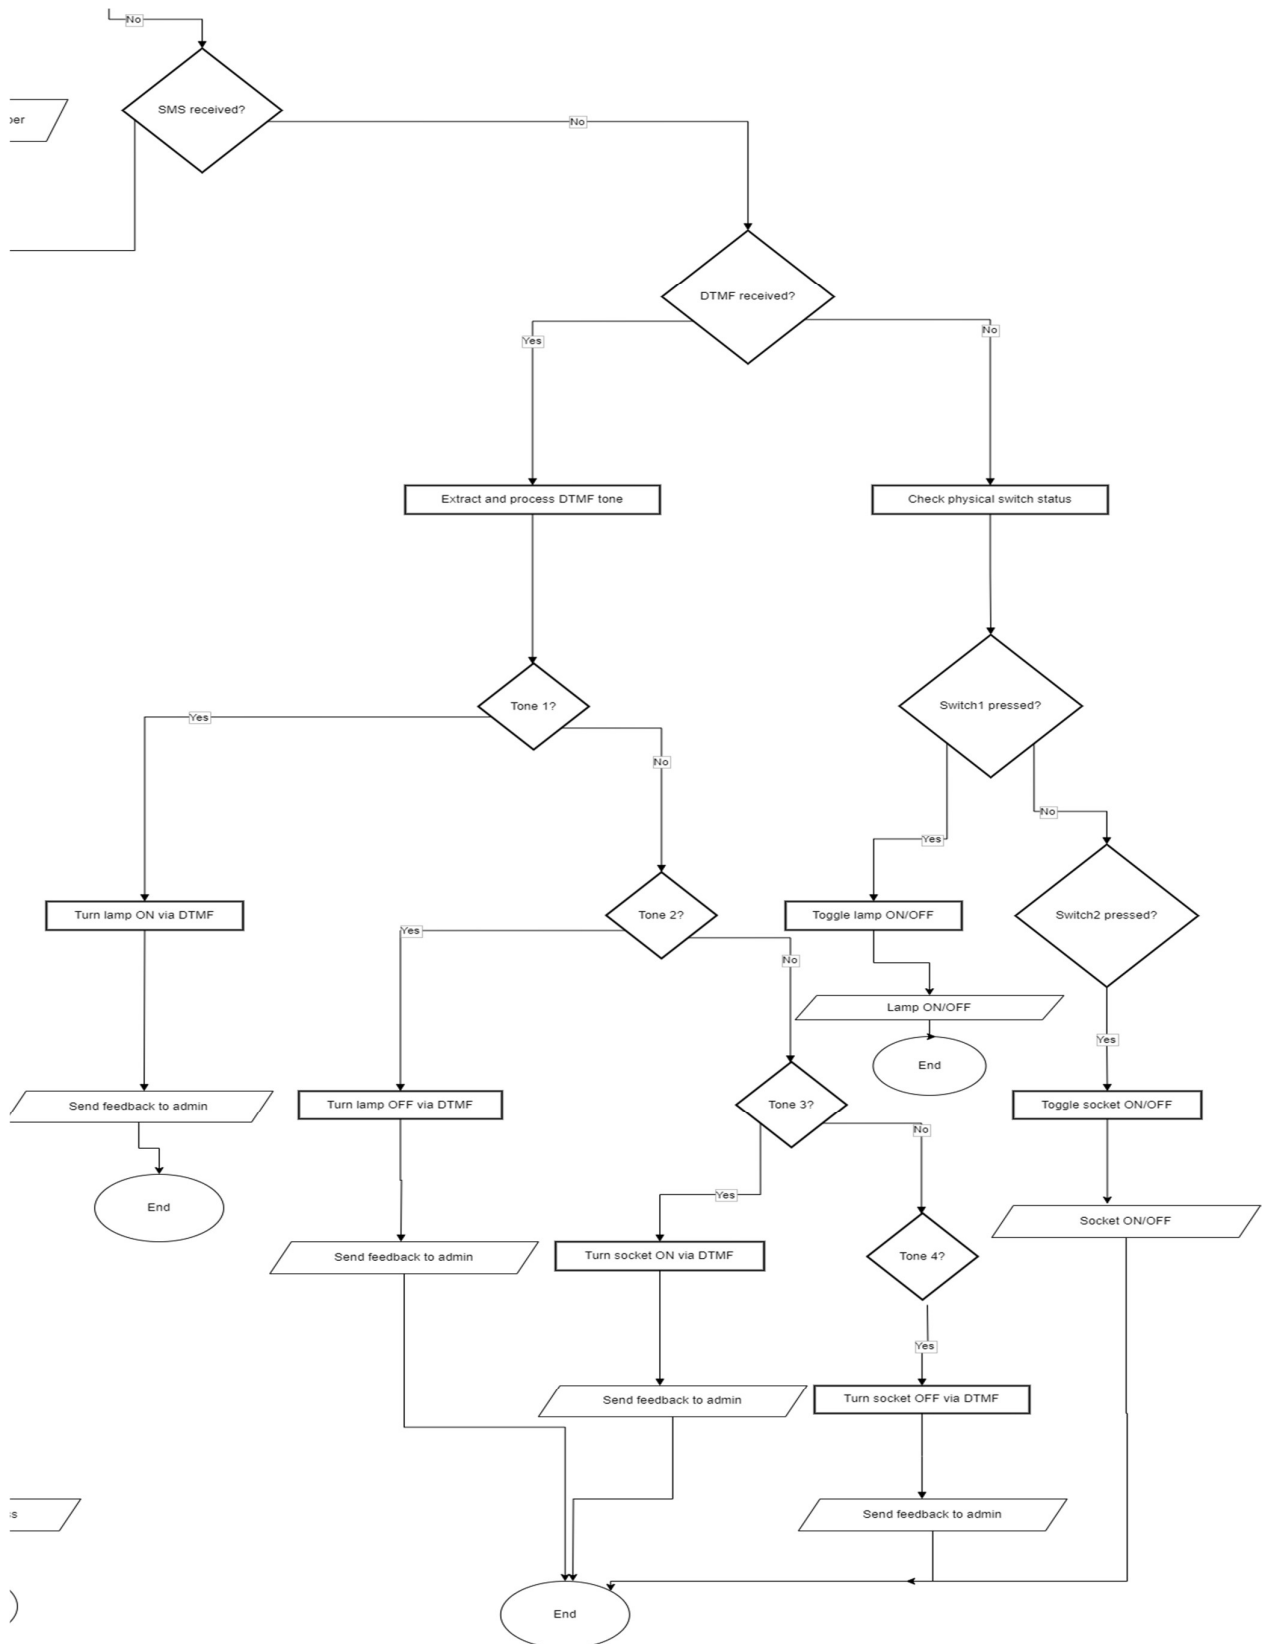 No
SMS received?
No
DTMF received?
Yes
No
Extract and process DTMF tone
Check physical switch status
Tone 1?
Switch1 pressed?
Yes
No
No
Yes
Turn lamp ON via DTMF
Tone 2?
Toggle lamp ON/OFF
Switch2 pressed?
Yes
No
Lamp ON/OFF
Yes
End
Send feedback to admin
Turn lamp OFF via DTMF
Tone 3?
Toggle socket ON/OFF
No
Yes
End
Socket ON/OFF
Send feedback to admin
Turn socket ON via DTMF
Tone 4?
Yes
Send feedback to admin
Turn socket OFF via DTMF
Send feedback to admin
End